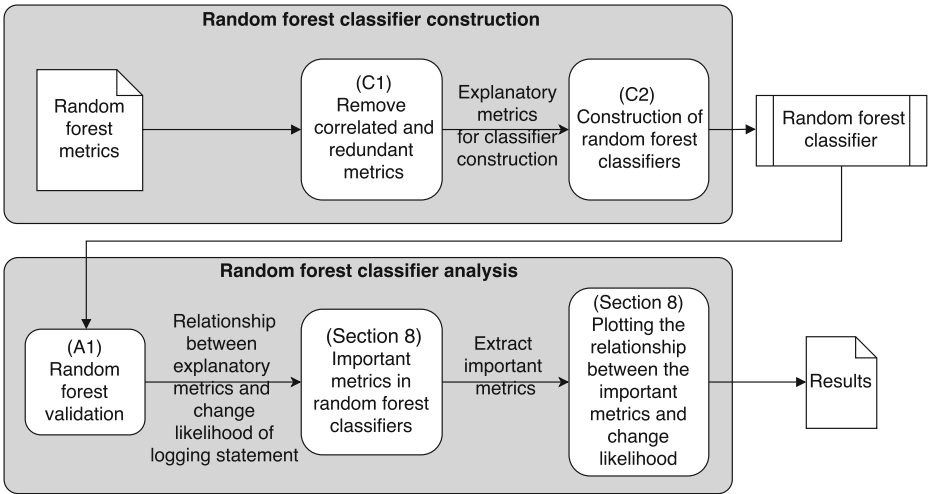 Random forest classifier construction
Random
forest
metrics
(C1)
Remove
correlated and
redundant
metrics
Explanatory
metrics
for classifier
construction
(C2)
Construction of
random forest
classifiers
Random forest
classifier
Random forest classifier analysis
(A1)
Random
forest
validation
Relationship
between
explanatory
metrics and
change
likelihood of
logging statement
(Section 8)
Important
metrics in
random forest
classifiers
Extract
important
metrics
(Section 8)
Plotting the
relationship
between the
important
metrics and
change
likelihood
Results